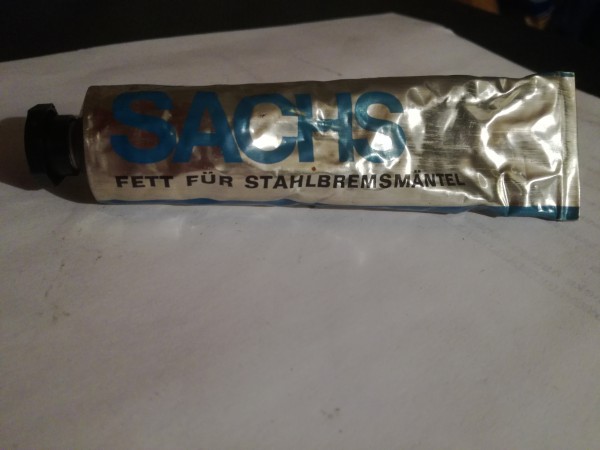 SACHS
FETT FÜR STAHLBREMSMÄNTEL